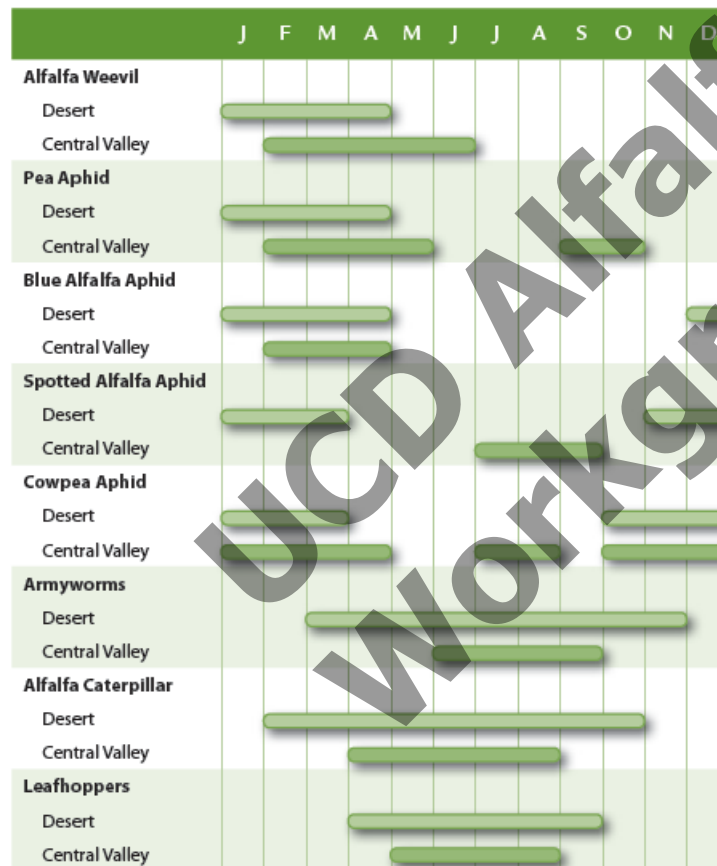 J F M A M J J A S O N D
Alfalfa Weevil
Desert
Central Valley
Pea Aphid
Desert
Central Valley
Blue Alfalfa Aphid
Desert
Central Valley
Spotted Alfalfa Aphid
Desert
Central Valley
Cowpea Aphid
Desert
Central Valley
Armyworms
Desert
Central Valley
Alfalfa Caterpillar
Desert
Central Valley
Leafhoppers
Desert
Central Valley
UCD Alfalf
Workgr